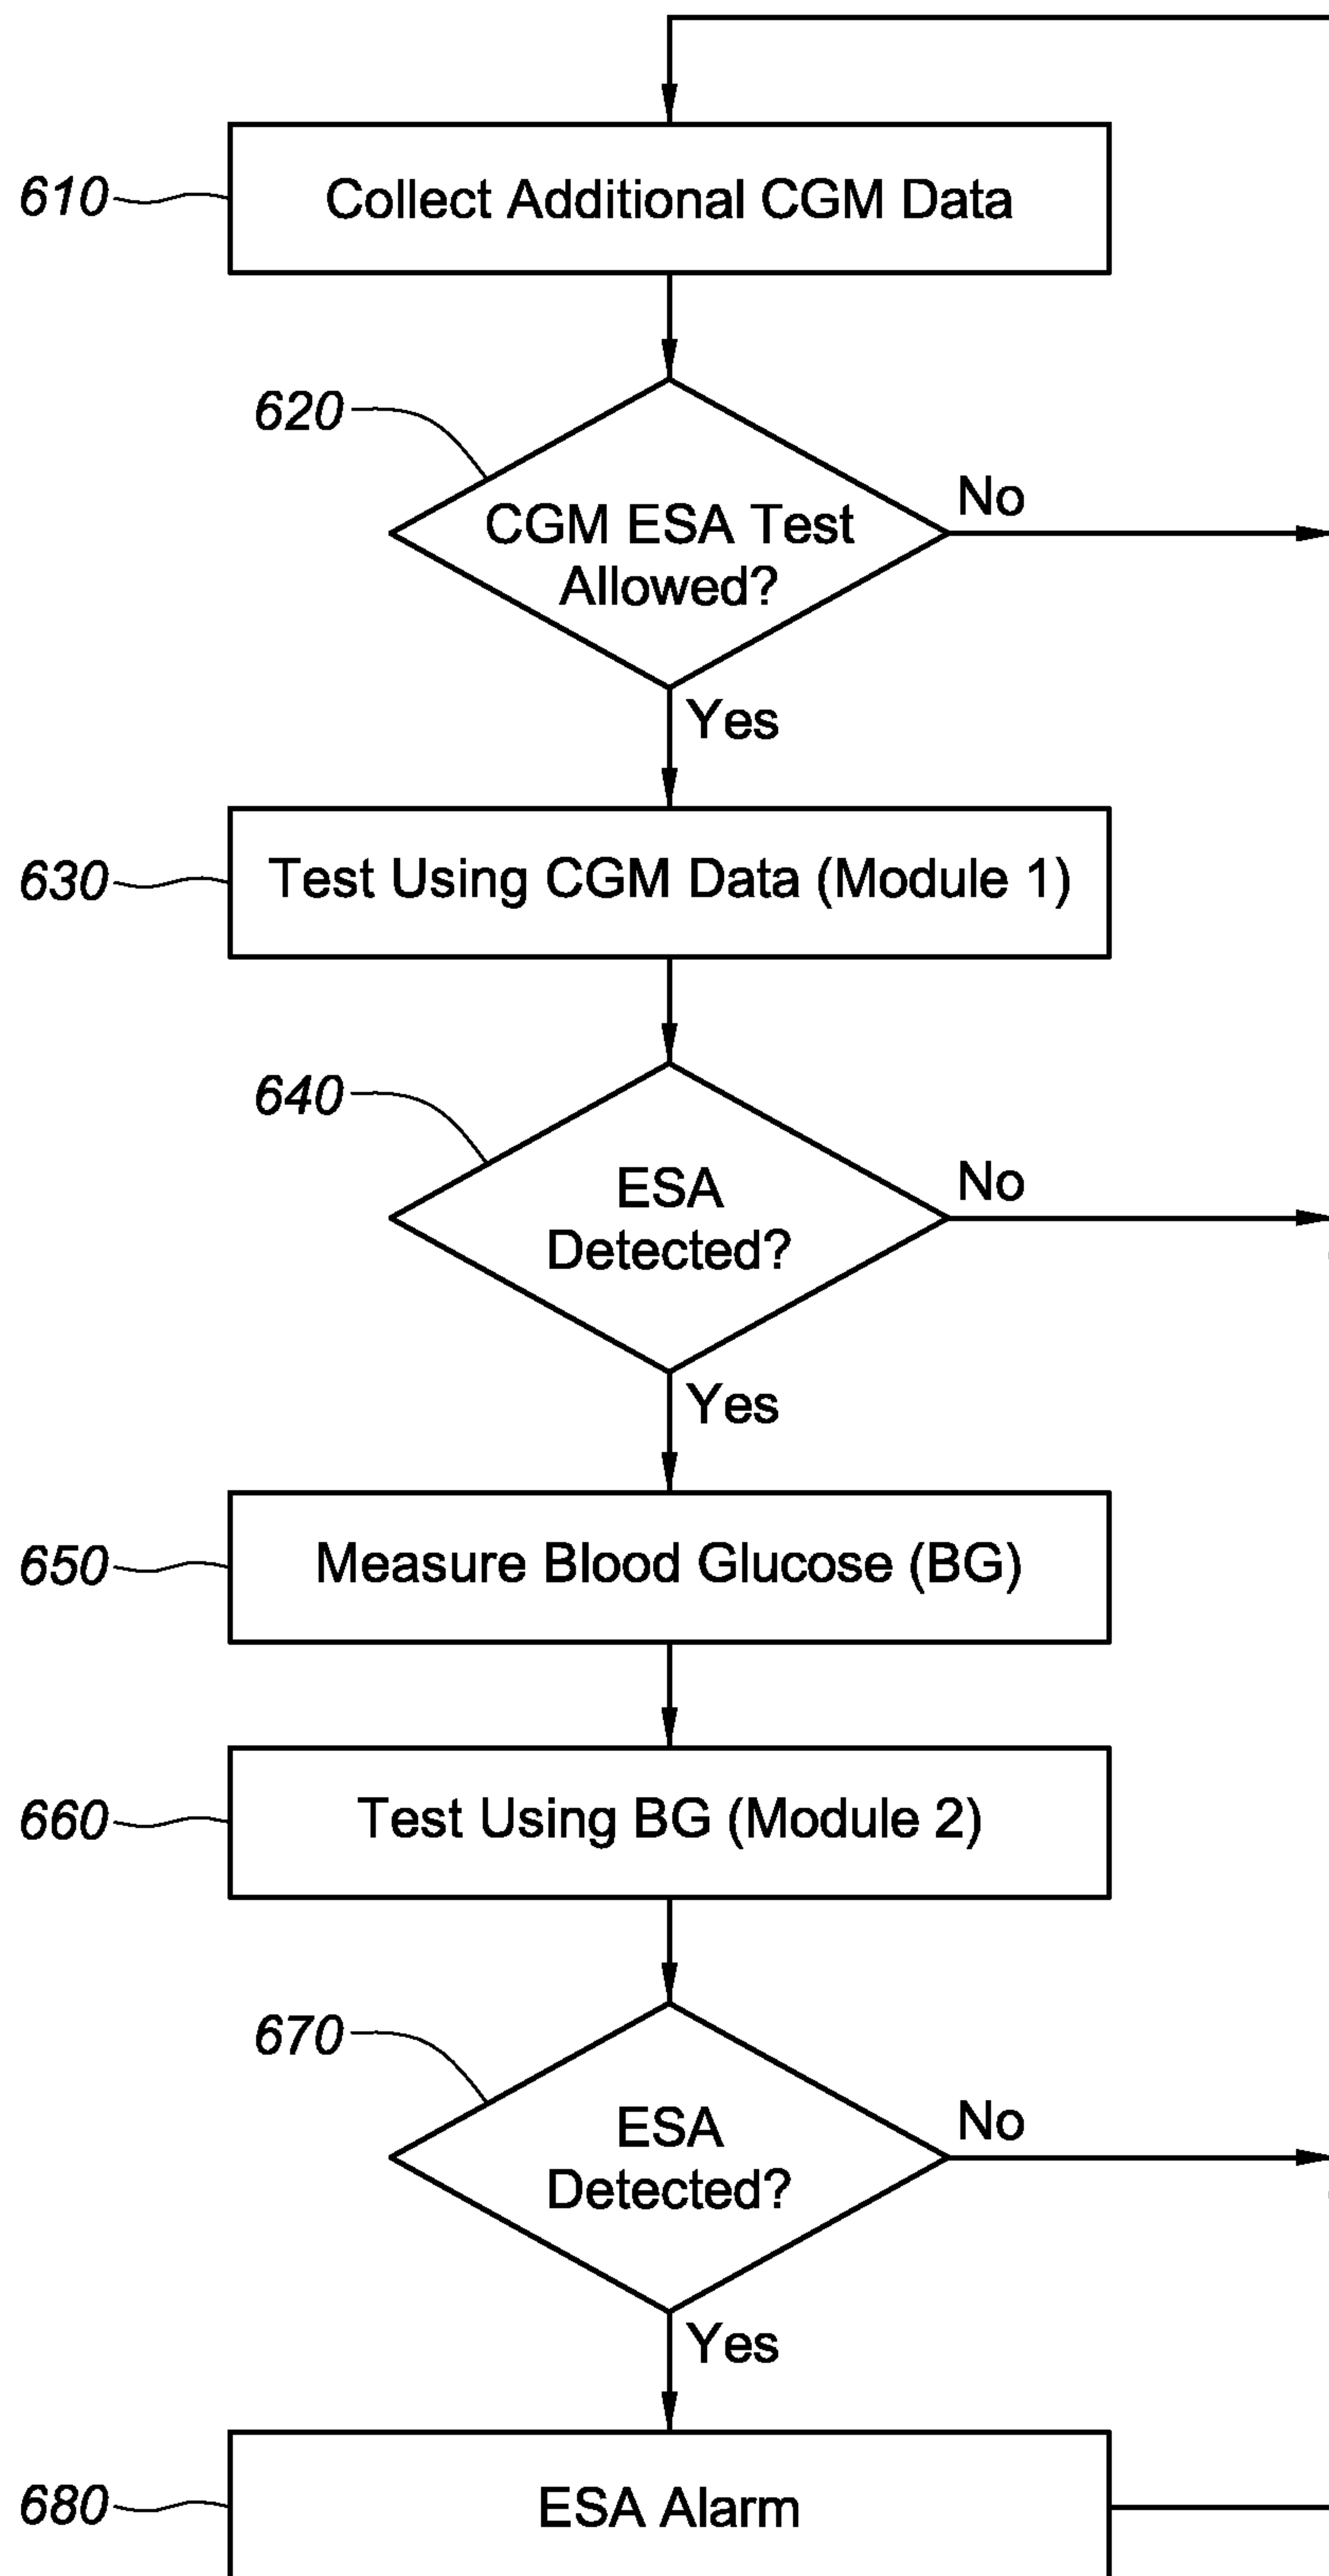 610
Collect Additional CGM Data
620
CGM ESA Test
Allowed?
No
Yes
630
Test Using CGM Data (Module 1)
640
ESA
Detected?
No
Yes
650
Measure Blood Glucose (BG)
660
Test Using BG (Module 2)
670
ESA
Detected?
No
Yes
680
ESA Alarm